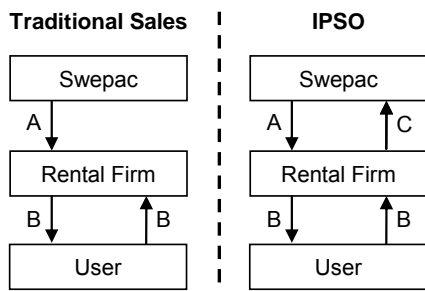 Traditional Sales
IPSO
Swepac
Swepac
A
A
C
Rental Firm
Rental Firm
B
B
B
B
User
User